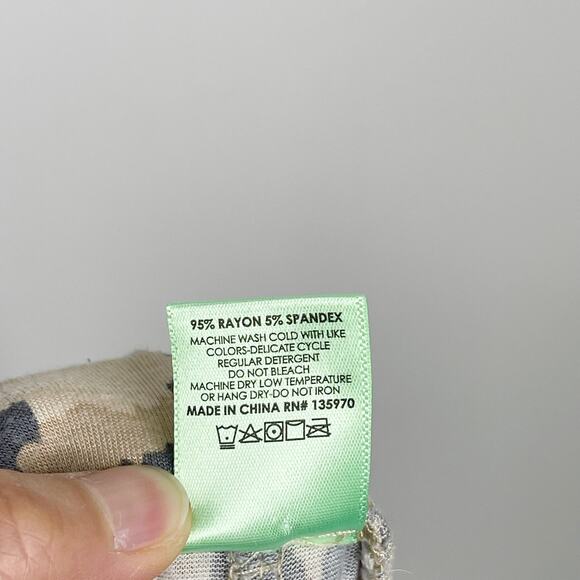 95% RAYON 5% SPANDEX
MACHINE WASH COLD WITH LIKE
COLORS-DELICATE CYCLE
REGULAR DETERGENT
DO NOT BLEACH
MACHINE DRY LOW TEMPERATURE
OR HANG DRY-DO NOT IRON
MADE IN CHINA RN# 135970